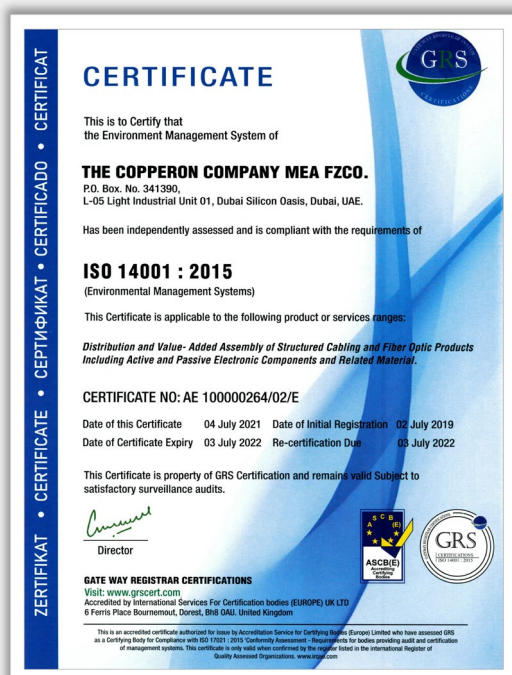 ZERTIFIKAT • CERTIFICATE • СЕРТИФИКАТ • CERTIFICADO • CERTIFICAT
GRS
CERTIFICATIONS
CERTIFICATE
This is to Certify that
the Environment Management System of
THE COPPERON COMPANY MEA FZCO.
P.O. Box. No. 341390,
L-05 Light Industrial Unit 01, Dubai Silicon Oasis, Dubai, UAE.
Has been independently assessed and is compliant with the requirements of
ISO 14001 : 2015
(Environmental Management Systems)
This Certificate is applicable to the following product or services ranges:
Distribution and Value- Added Assembly of Structured Cabling and Fiber Optic Products
Including Active and Passive Electronic Components and Related Material.
CERTIFICATE NO: AE 100000264/02/E
Date of this Certificate 04 July 2021 Date of Initial Registration 02 July 2019
Date of Certificate Expiry 03 July 2022 Re-certification Due 03 July 2022
This Certificate is property of GRS Certification and remains valid Subject to
satisfactory surveillance audits.
Director
A S C B (E)
ASCB(E)
Accrediting
Certifying
Bodies
GRS
CERTIFICATIONS
ISO 14001 : 2015
GATE WAY REGISTRAR CERTIFICATIONS
Visit: www.grscert.com
Accredited by International Services For Certification bodies (EUROPE) UK LTD
6 Ferris Place Bournemout, Dorest, Bh8 0AU. United Kingdom
This is an accredited certificate authorized for issue by Accreditation Service for Certifying Bodies (Europe) Limited who have assessed GRS
as a Certifying Body for Compliance with ISO 17021 : 2015 'Conformity Assessment - Requirements for bodies providing audit and certification
of management systems. This certificate is only valid when confirmed by the register listed in the international Register of
Quality Assessed Organizations. www.irqao.com